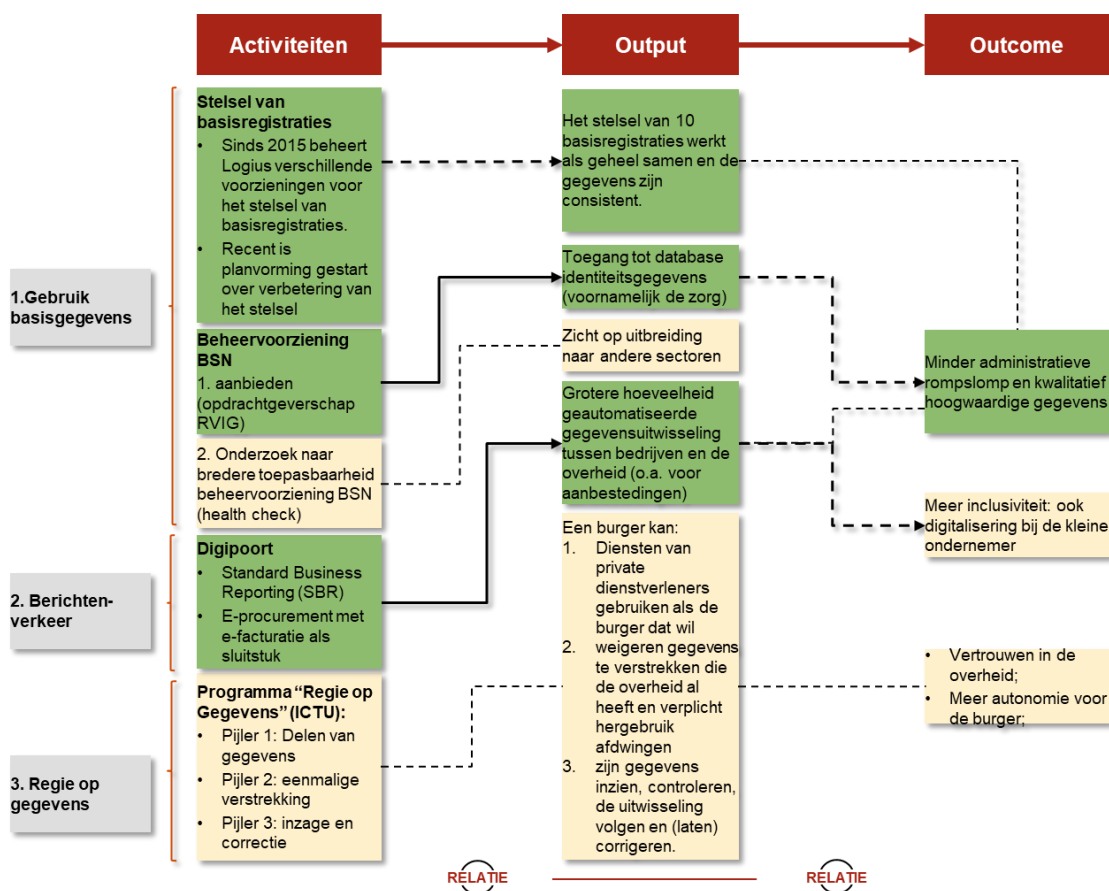 Activiteiten
Output
Outcome
1.Gebruik
basisgegevens
2. Berichten-
verkeer
3. Regie op
gegevens
Stelsel van
basisregistraties
• Sinds 2015 beheert
Logius verschillende
voorzieningen voor
het stelsel van
basisregistraties.
• Recent is
planvorming gestart
over verbetering van
het stelsel
Beheervoorziening
BSN
1. aanbieden
(opdrachtgeverschap
RVIG)
2. Onderzoek naar
bredere toepasbaarheid
beheervoorziening BSN
(health check)
Digipoort
• Standard Business
Reporting (SBR)
• E-procurement met
e-facturatie als
sluitstuk
Programma “Regie op
Gegevens” (ICTU):
• Pijler 1: Delen van
gegevens
• Pijler 2: eenmalige
verstrekking
• Pijler 3: inzage en
correctie
Het stelsel van 10
basisregistraties werkt
als geheel samen en de
gegevens zijn
consistent.
Toegang tot database
identiteitsgegevens
(voornamelijk de zorg)
Zicht op uitbreiding
naar andere sectoren
Grotere hoeveelheid
geautomatiseerde
gegevensuitwisseling
tussen bedrijven en de
overheid (o.a. voor
aanbestedingen)
Een burger kan:
1. Diensten van
private
dienstverleners
gebruiken als de
burger dat wil
2. weigeren gegevens
te verstrekken die
de overheid al
heeft en verplicht
hergebruik
afdwingen
3. zijn gegevens
inzien, controleren,
de uitwisseling
volgen en (laten)
corrigeren.
Minder administratieve
rompslomp en kwalitatief
hoogwaardige gegevens
Meer inclusiviteit: ook
digitalisering bij de kleine
ondernemer
• Vertrouwen in de
overheid;
• Meer autonomie voor
de burger;
RELATIE
RELATIE